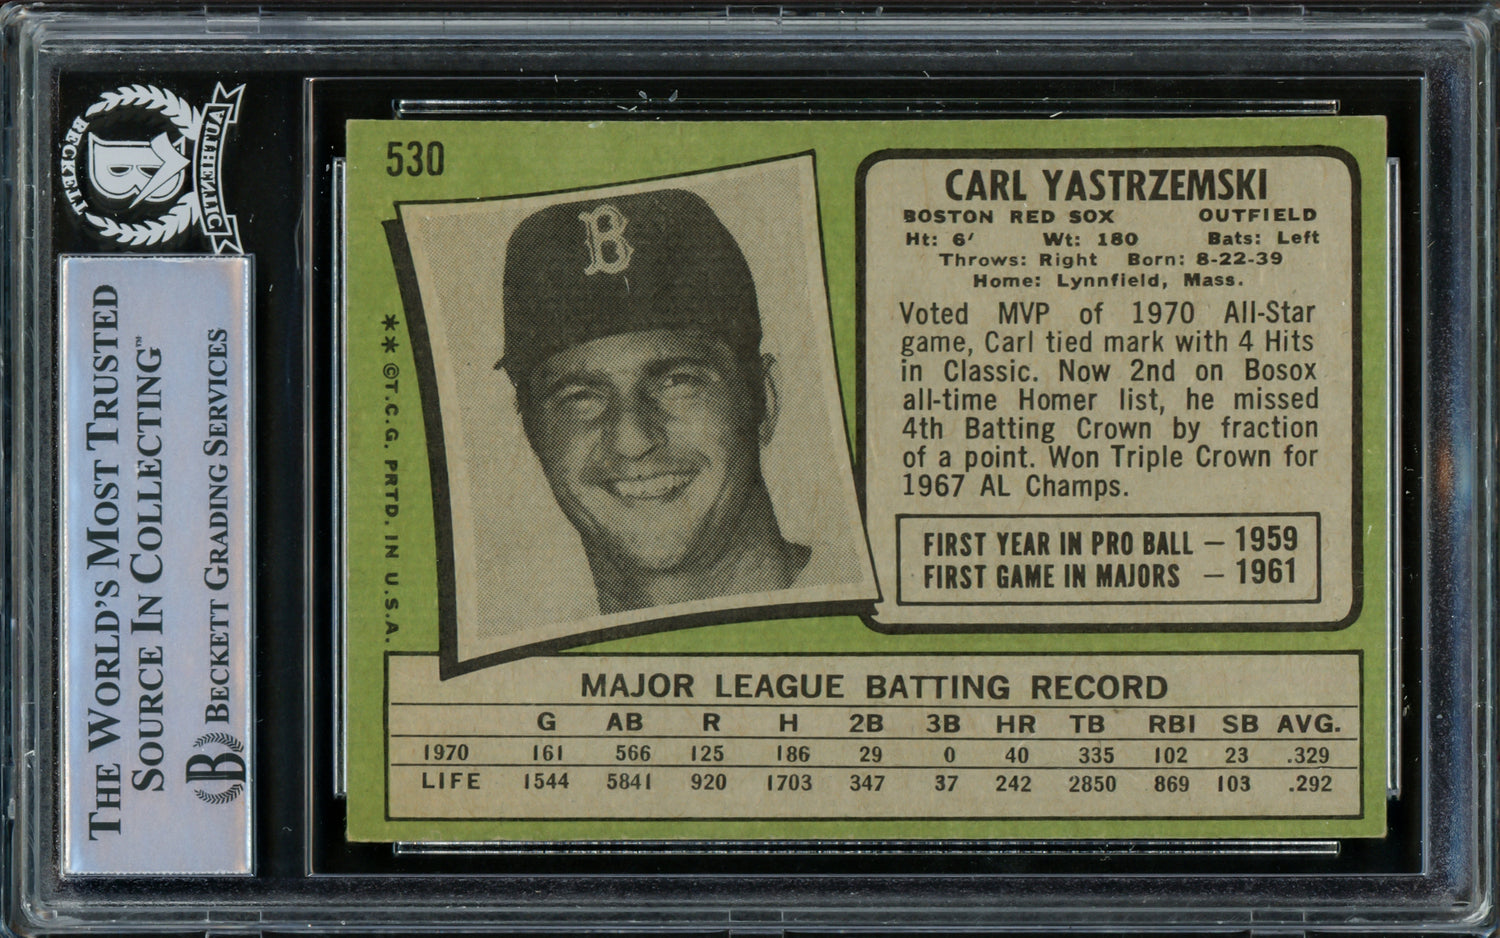 BECKETT
AUTHENTIC
B
THE WORLD'S MOST TRUSTED
SOURCE IN COLLECTING™
BECKETT GRADING SERVICES
B
530
B
** ©T.C.G. PRTD. IN U.S.A.
CARL YASTRZEMSKI
BOSTON RED SOX OUTFIELD
Ht: 6' Wt: 180 Bats: Left
Throws: Right Born: 8-22-39
Home: Lynnfield, Mass.
Voted MVP of 1970 All-Star
game, Carl tied mark with 4 Hits
in Classic. Now 2nd on Bosox
all-time Homer list, he missed
4th Batting Crown by fraction
of a point. Won Triple Crown for
1967 AL Champs.
FIRST YEAR IN PRO BALL – 1959
FIRST GAME IN MAJORS – 1961
MAJOR LEAGUE BATTING RECORD
G AB R H 2B 3B HR TB RBI SB AVG.
1970 161 566 125 186 29 0 40 335 102 23 .329
LIFE 1544 5841 920 1703 347 37 242 2850 869 103 .292